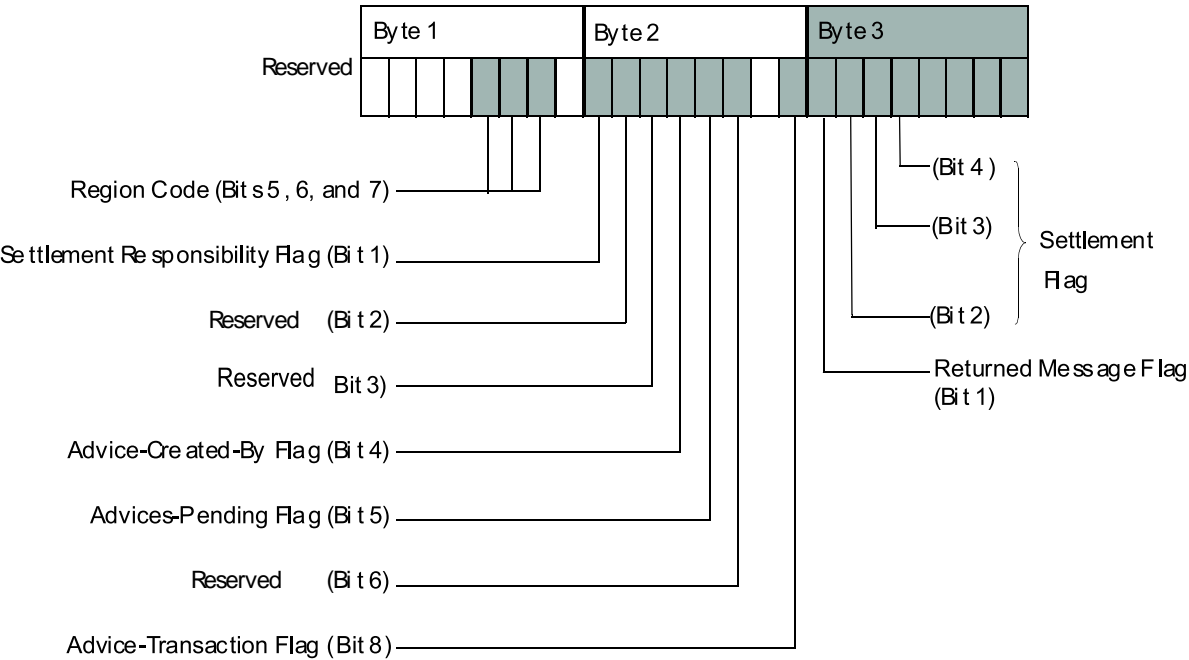 Byte 1 Byte 2 Byte 3
Reserved
Region Code (Bits 5, 6, and 7)
Settlement Responsibility Flag (Bit 1)
Reserved (Bit 2)
Reserved Bit 3)
Advice-Created-By Flag (Bit 4)
Advices-Pending Flag (Bit 5)
Reserved (Bit 6)
Advice-Transaction Flag (Bit 8)
(Bit 4)
(Bit 3)
(Bit 2)
Settlement
Flag
Returned Message Flag
(Bit 1)